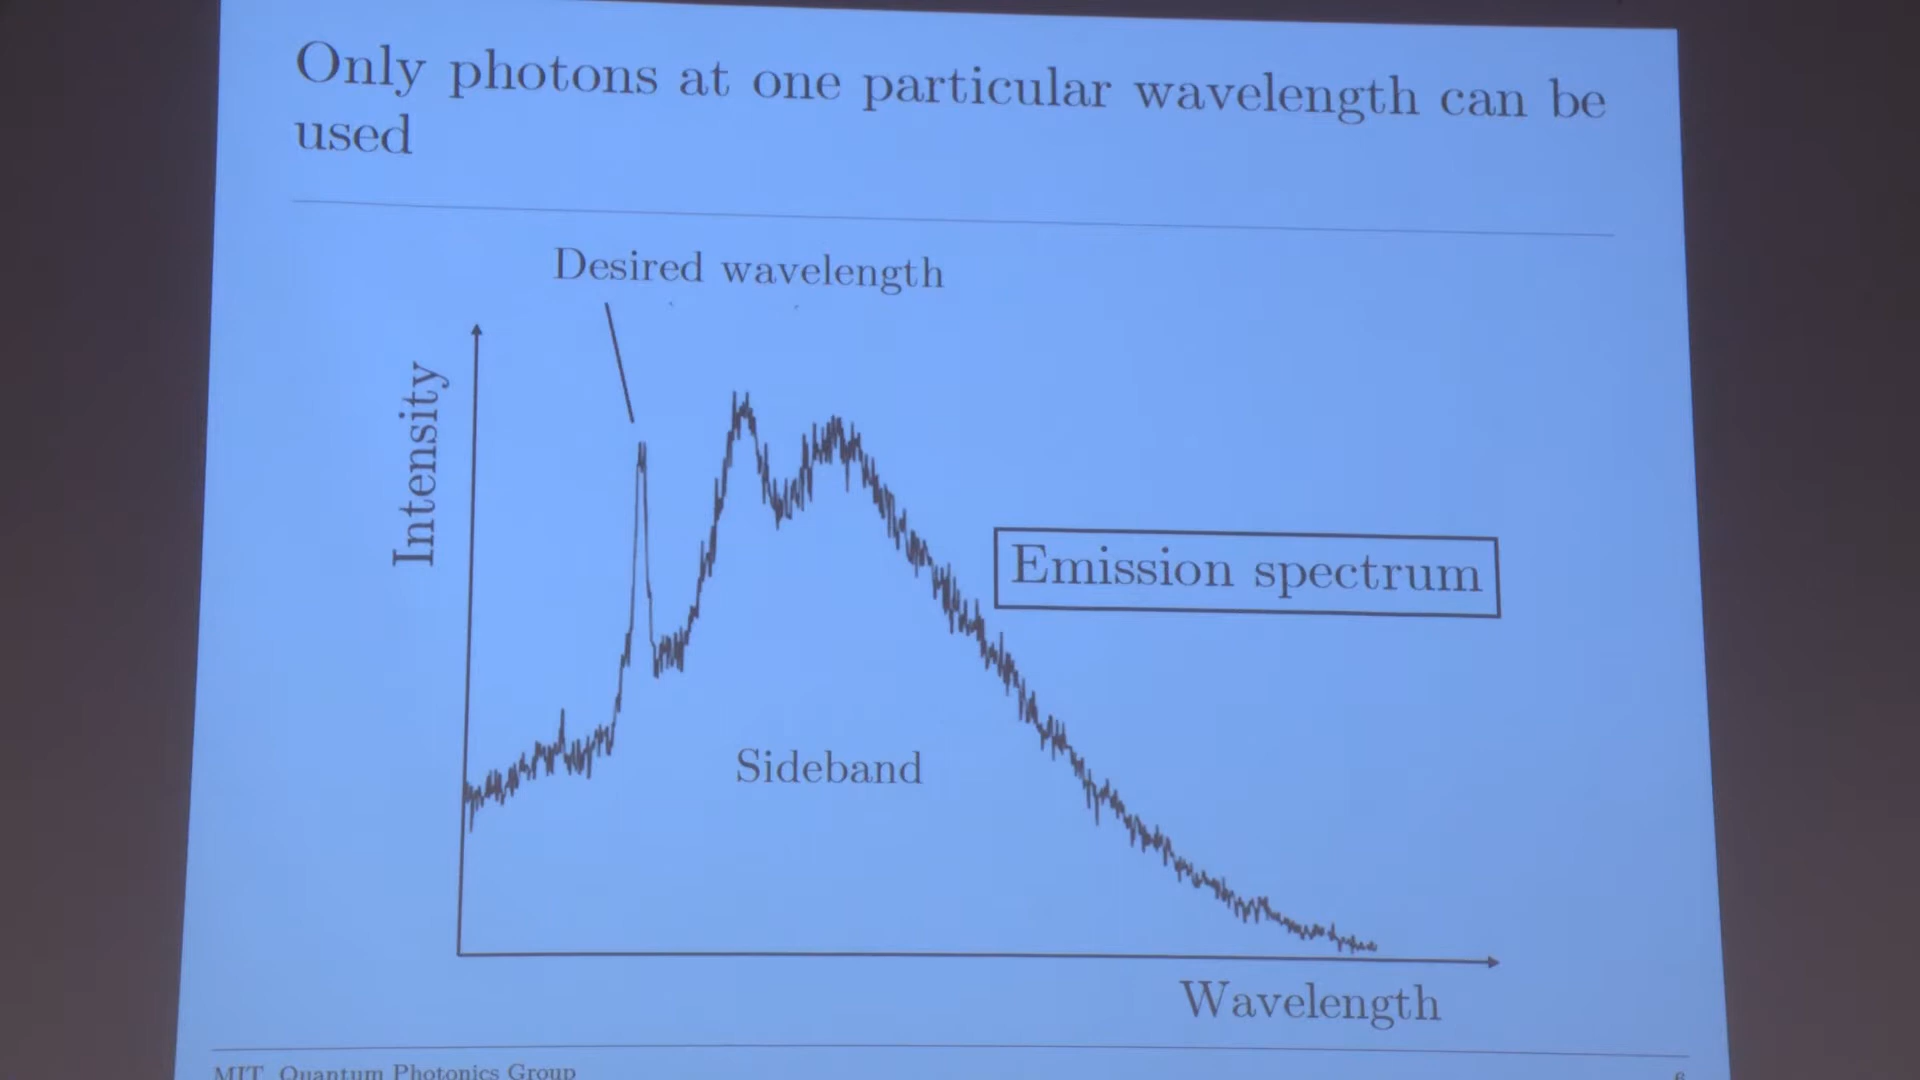 Only photons at one particular wavelength can be
used
Desired wavelength
Intensity
Emission spectrum
Sideband
Wavelength
MIT Quantum Photonics Group
6